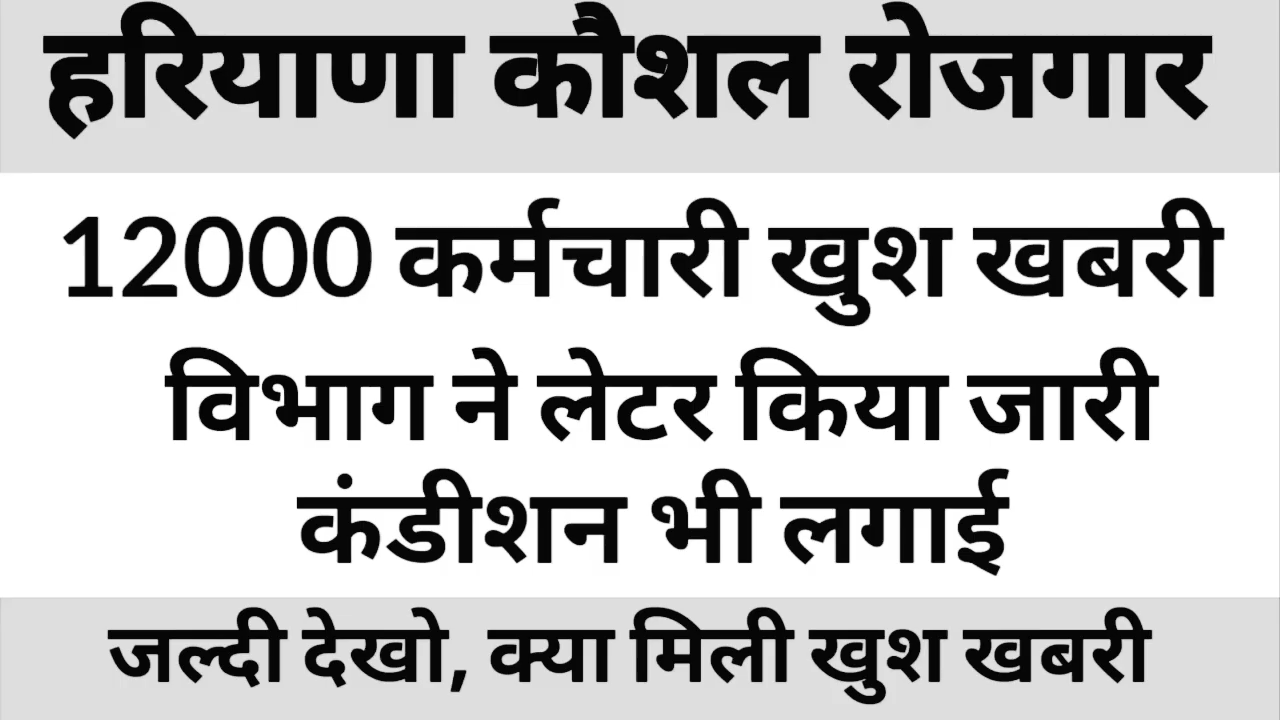 हरियाणा कौशल रोजगार
12000 कर्मचारी खुश खबरी
विभाग ने लेटर किया जारी
कंडीशन भी लगाई
जल्दी देखो, क्या मिली खुश खबरी